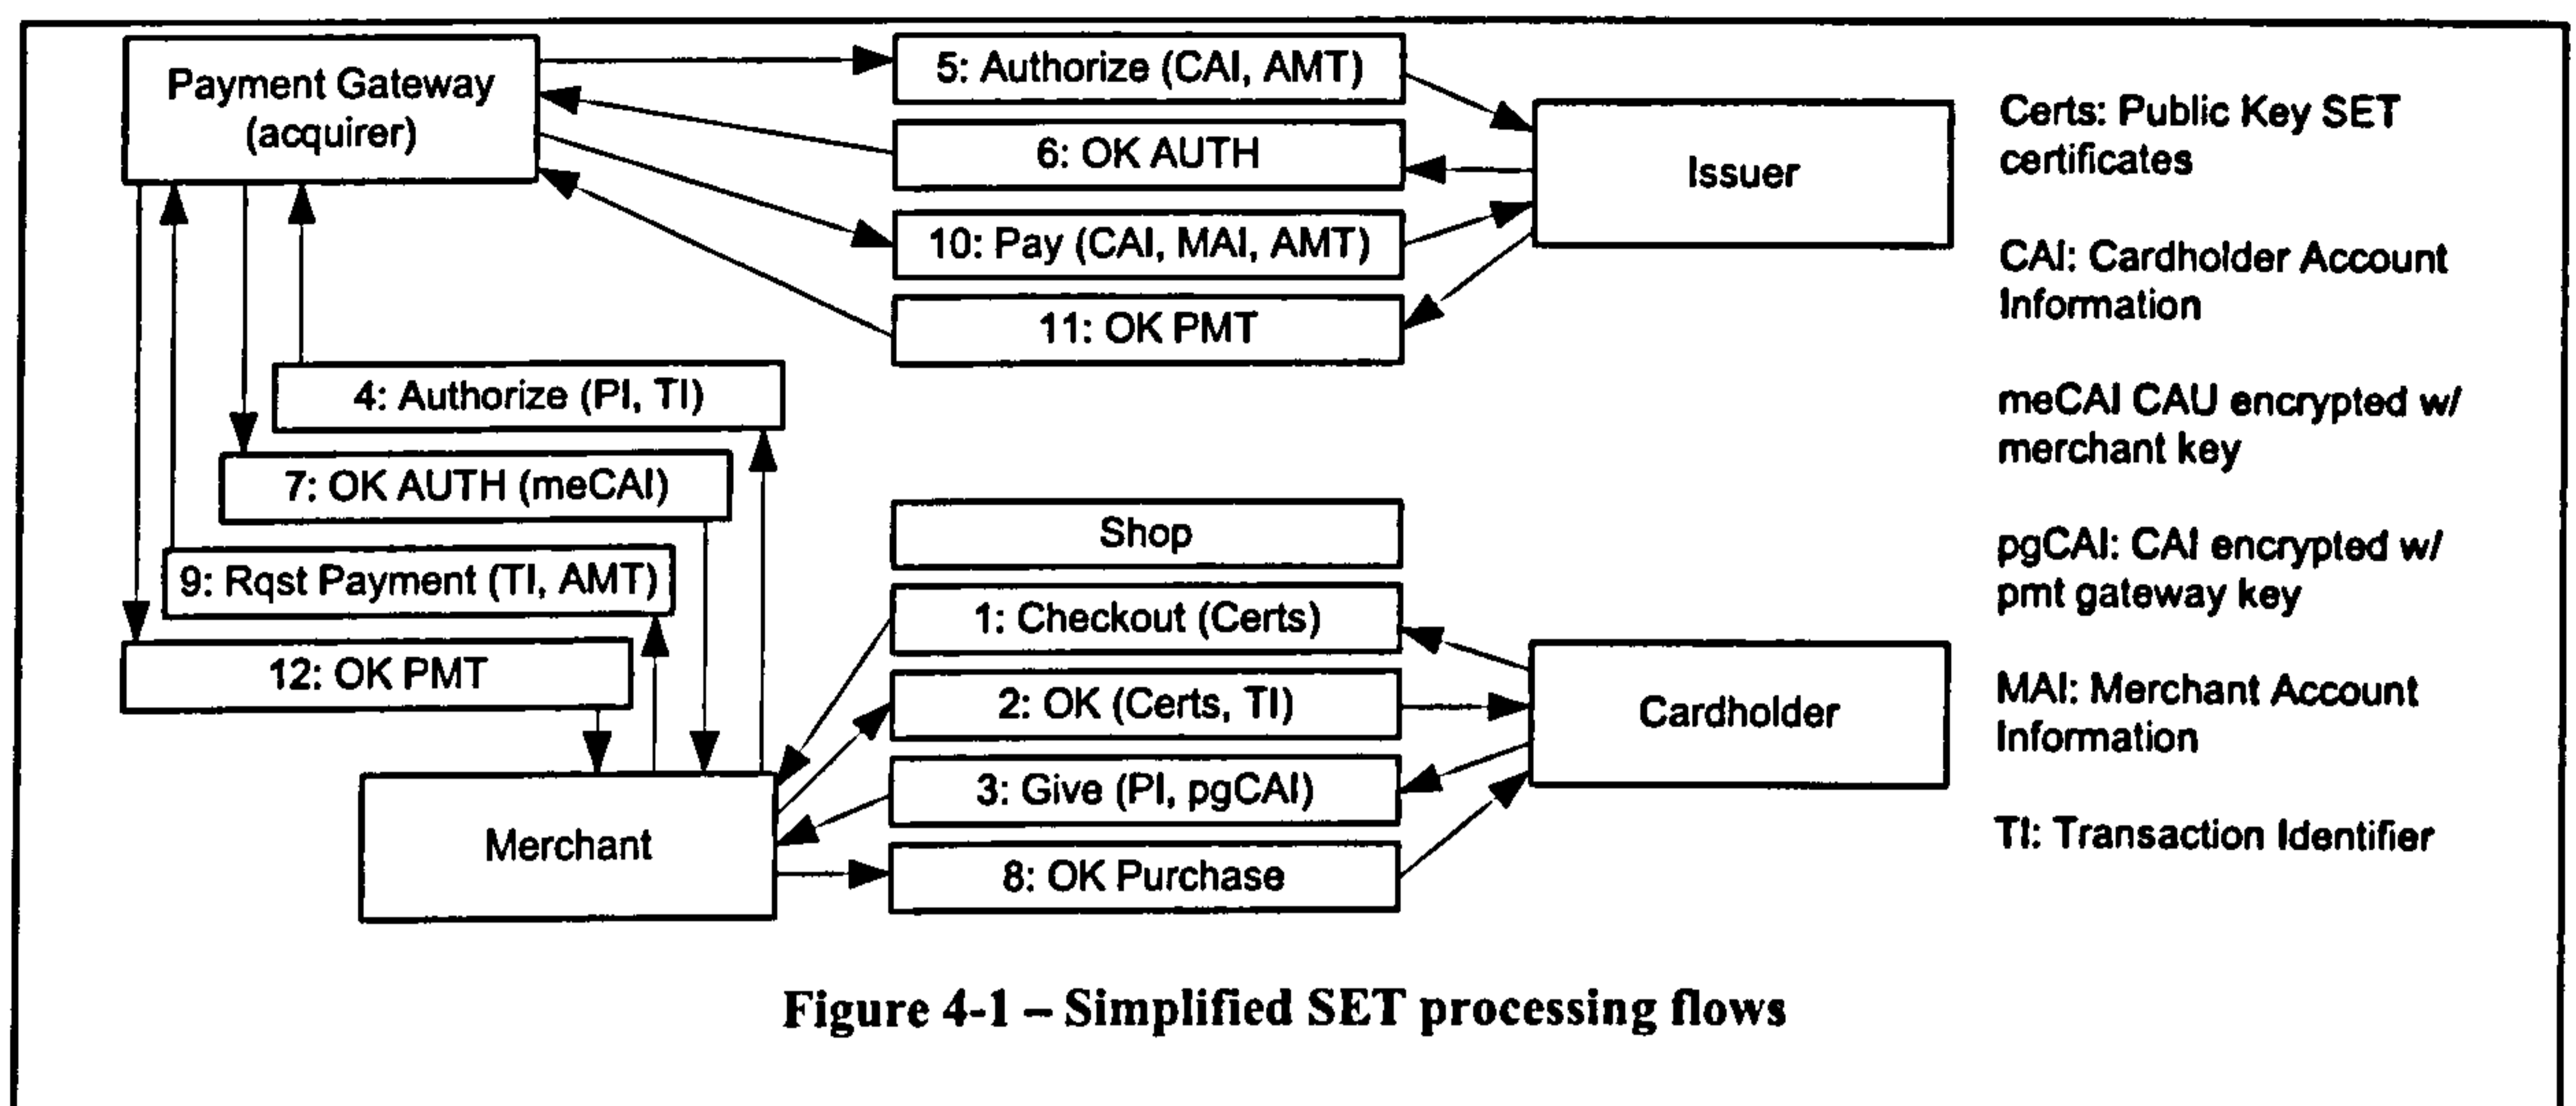 Payment Gateway
(acquirer)
5: Authorize (CAI, AMT)
6: OK AUTH
10: Pay (CAI, MAI, AMT)
11: OK PMT
Issuer
4: Authorize (PI, TI)
7: OK AUTH (meCAI)
9: Rqst Payment (TI, AMT)
12: OK PMT
Merchant
Shop
1: Checkout (Certs)
2: OK (Certs, TI)
3: Give (PI, pgCAI)
8: OK Purchase
Cardholder
Certs: Public Key SET
certificates
CAI: Cardholder Account
Information
meCAI CAU encrypted w/
merchant key
pgCAI: CAI encrypted w/
pmt gateway key
MAI: Merchant Account
Information
TI: Transaction Identifier
Figure 4-1 – Simplified SET processing flows